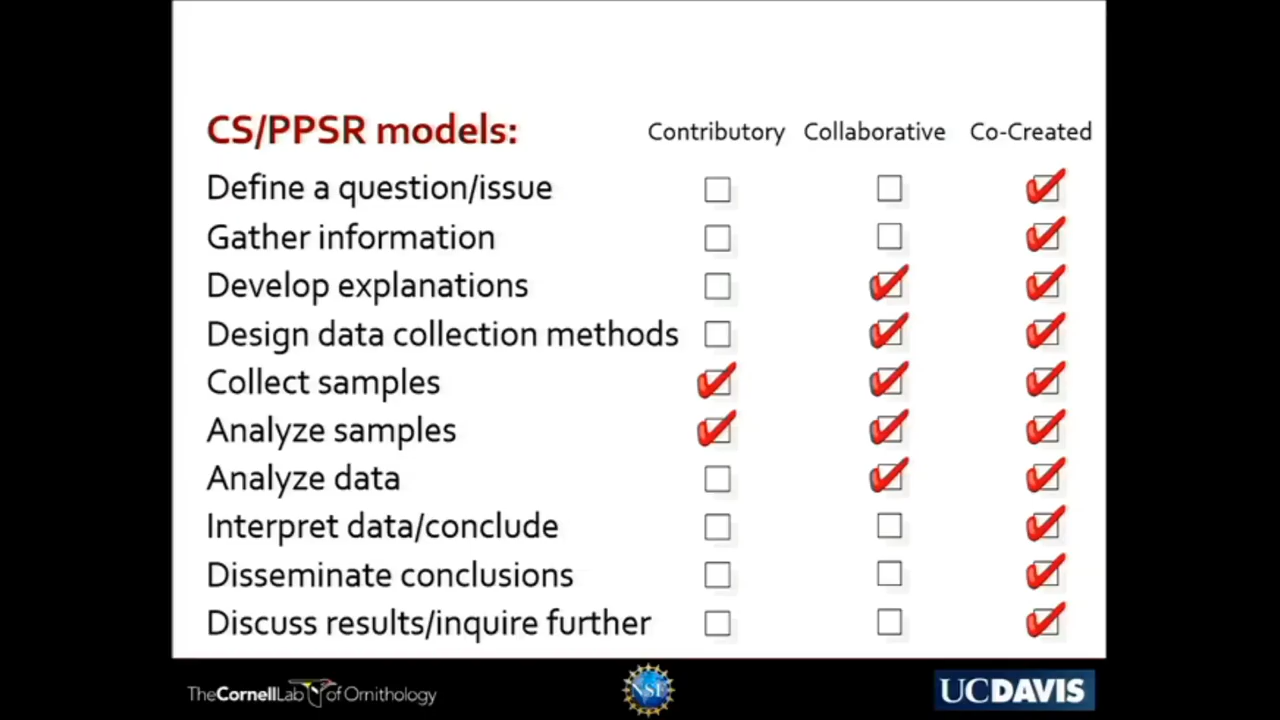 CS/PPSR models: Contributory Collaborative Co-Created
Define a question/issue
Gather information
Develop explanations
Design data collection methods
Collect samples
Analyze samples
Analyze data
Interpret data/conclude
Disseminate conclusions
Discuss results/inquire further
TheCornellLab of Ornithology NSF UCDAVIS